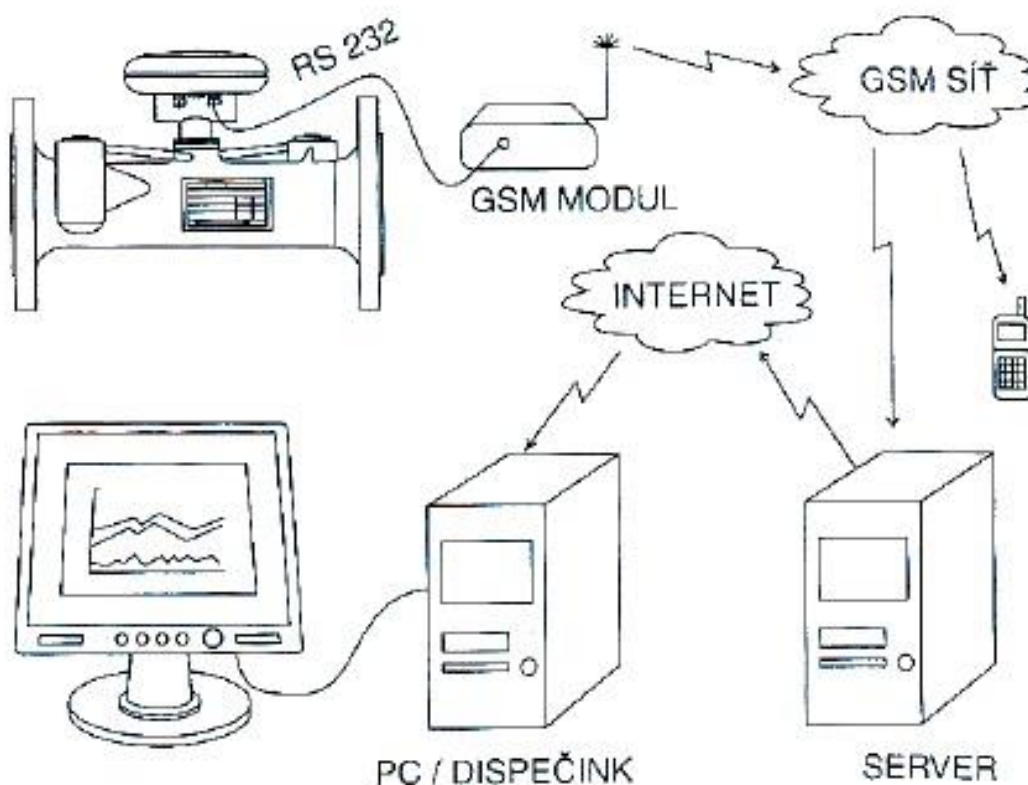 RS 232
GSM SÍŤ
GSM MODUL
INTERNET
PC / DISPEČINK
SERVER